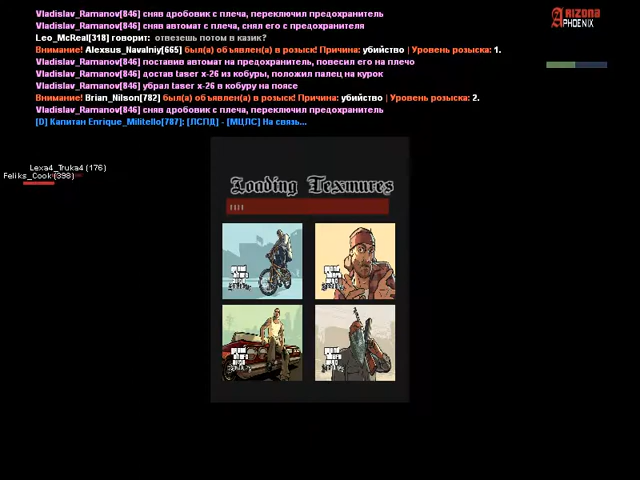 Vladislav_Ramanov[846] сняв дробовик с плеча, переключил предохранитель
Vladislav_Ramanov[846] сняв автомат с плеча, снял его с предохранителя
Leo_McReal[318] говорит: отвезешь потом в казик?
Внимание! Alexsus_Navalniy[665] был(а) объявлен(а) в розыск! Причина: убийство | Уровень розыска: 1.
Vladislav_Ramanov[846] поставив автомат на предохранитель, повесил его на плечо
Vladislav_Ramanov[846] достав taser x-26 из кобуры, положил палец на курок
Vladislav_Ramanov[846] убрал taser x-26 в кобуру на поясе
Внимание! Brian_Nilson[782] был(а) объявлен(а) в розыск! Причина: убийство | Уровень розыска: 2.
Vladislav_Ramanov[846] сняв дробовик с плеча, переключил предохранитель
[D] Капитан Enrique_Militello[787]: [ЛСПД] - [МЦЛС] На связь...
ARIZONA
PHOENIX
Lexa4_Truka4 (176)
Feliks_Cook (398)
Loading Texmures